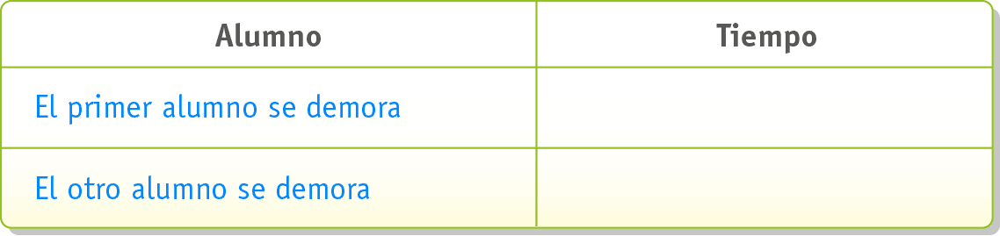 Alumno Tiempo
El primer alumno se demora
El otro alumno se demora